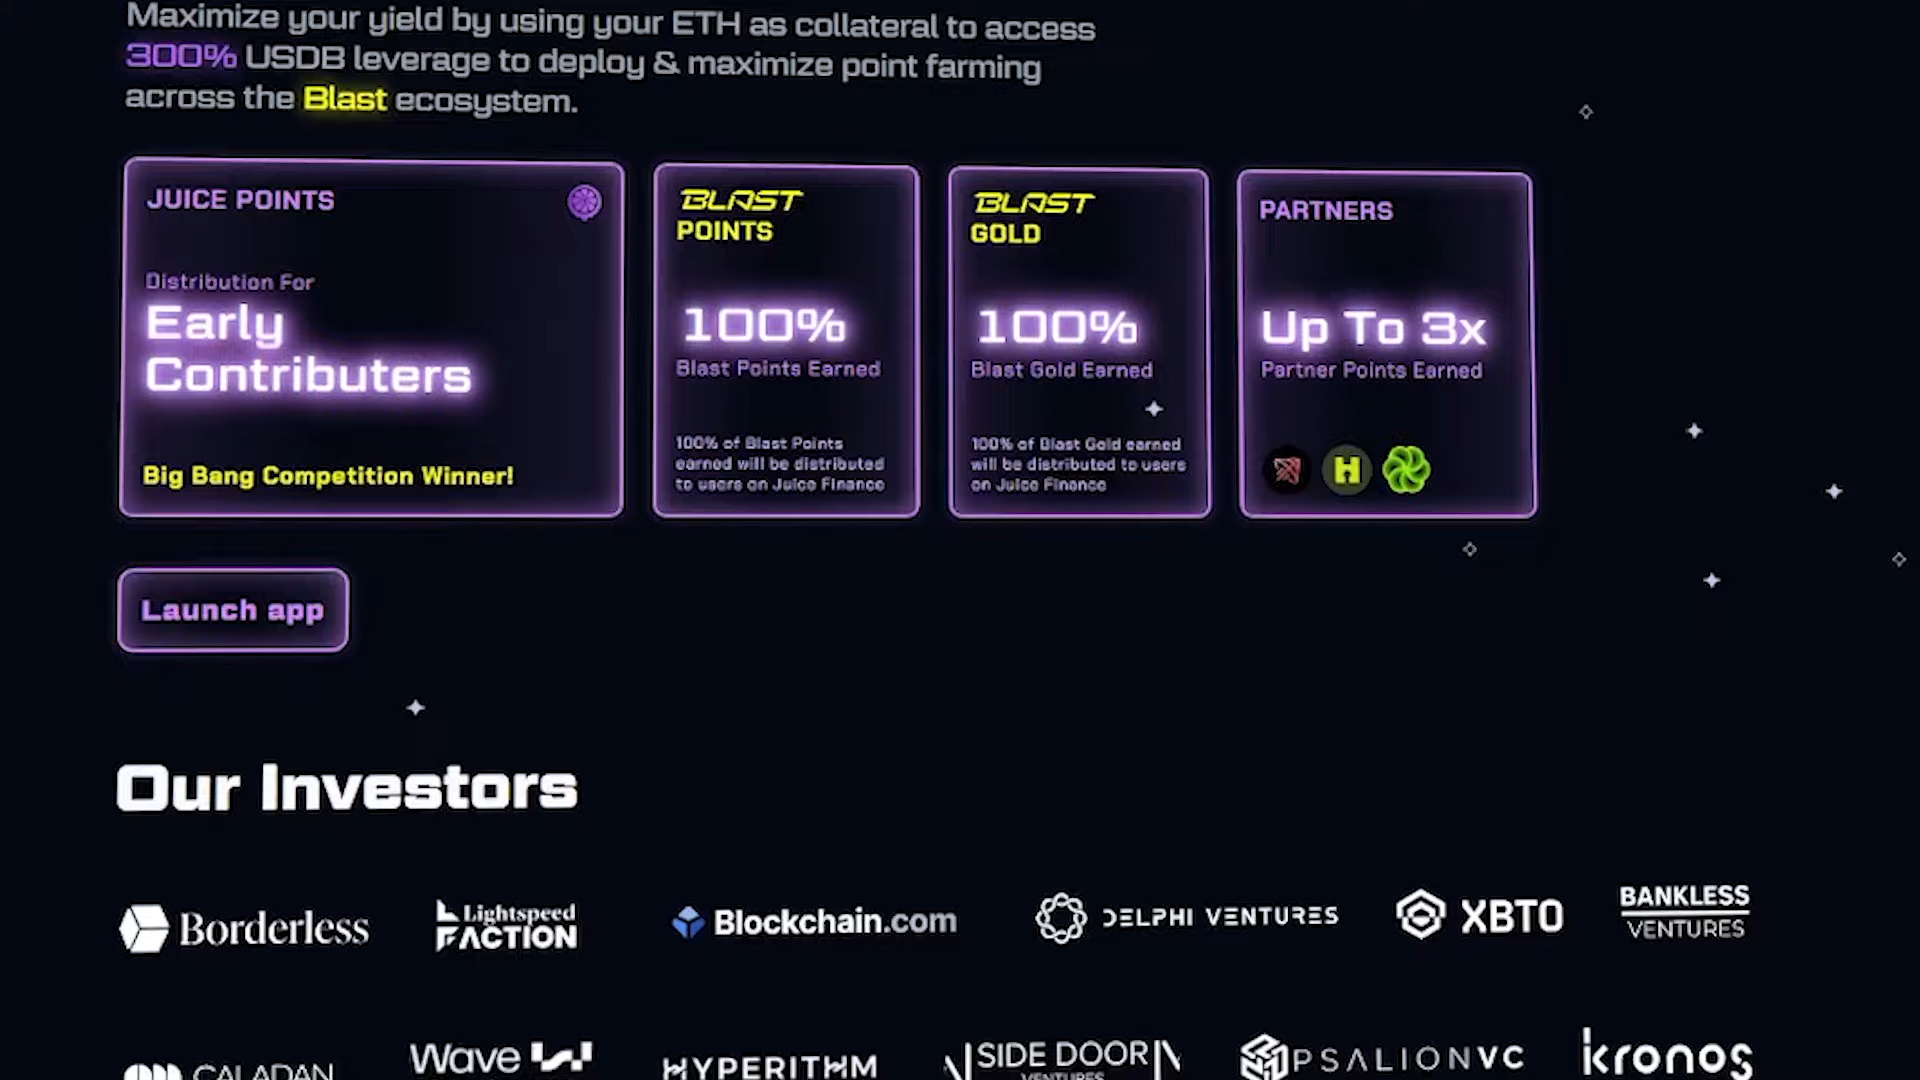 Maximize your yield by using your ETH as collateral to access
300% USDB leverage to deploy & maximize point farming
across the Blast ecosystem.
JUICE POINTS
Distribution For
Early
Contributers
Big Bang Competition Winner!
BLAST
POINTS
100%
Blast Points Earned
100% of Blast Points
earned will be distributed
to users on Juice Finance
BLAST
GOLD
100%
Blast Gold Earned
100% of Blast Gold earned
will be distributed to users
on Juice Finance
PARTNERS
Up To 3x
Partner Points Earned
H
Launch app
Our Investors
Borderless
Lightspeed
FACTION
Blockchain.com
DELPHI VENTURES
XBTO
BANKLESS
VENTURES
CALADAN
Wave
HYPERITHM
SIDE DOOR
VENTURES
PSALION VC
kronos